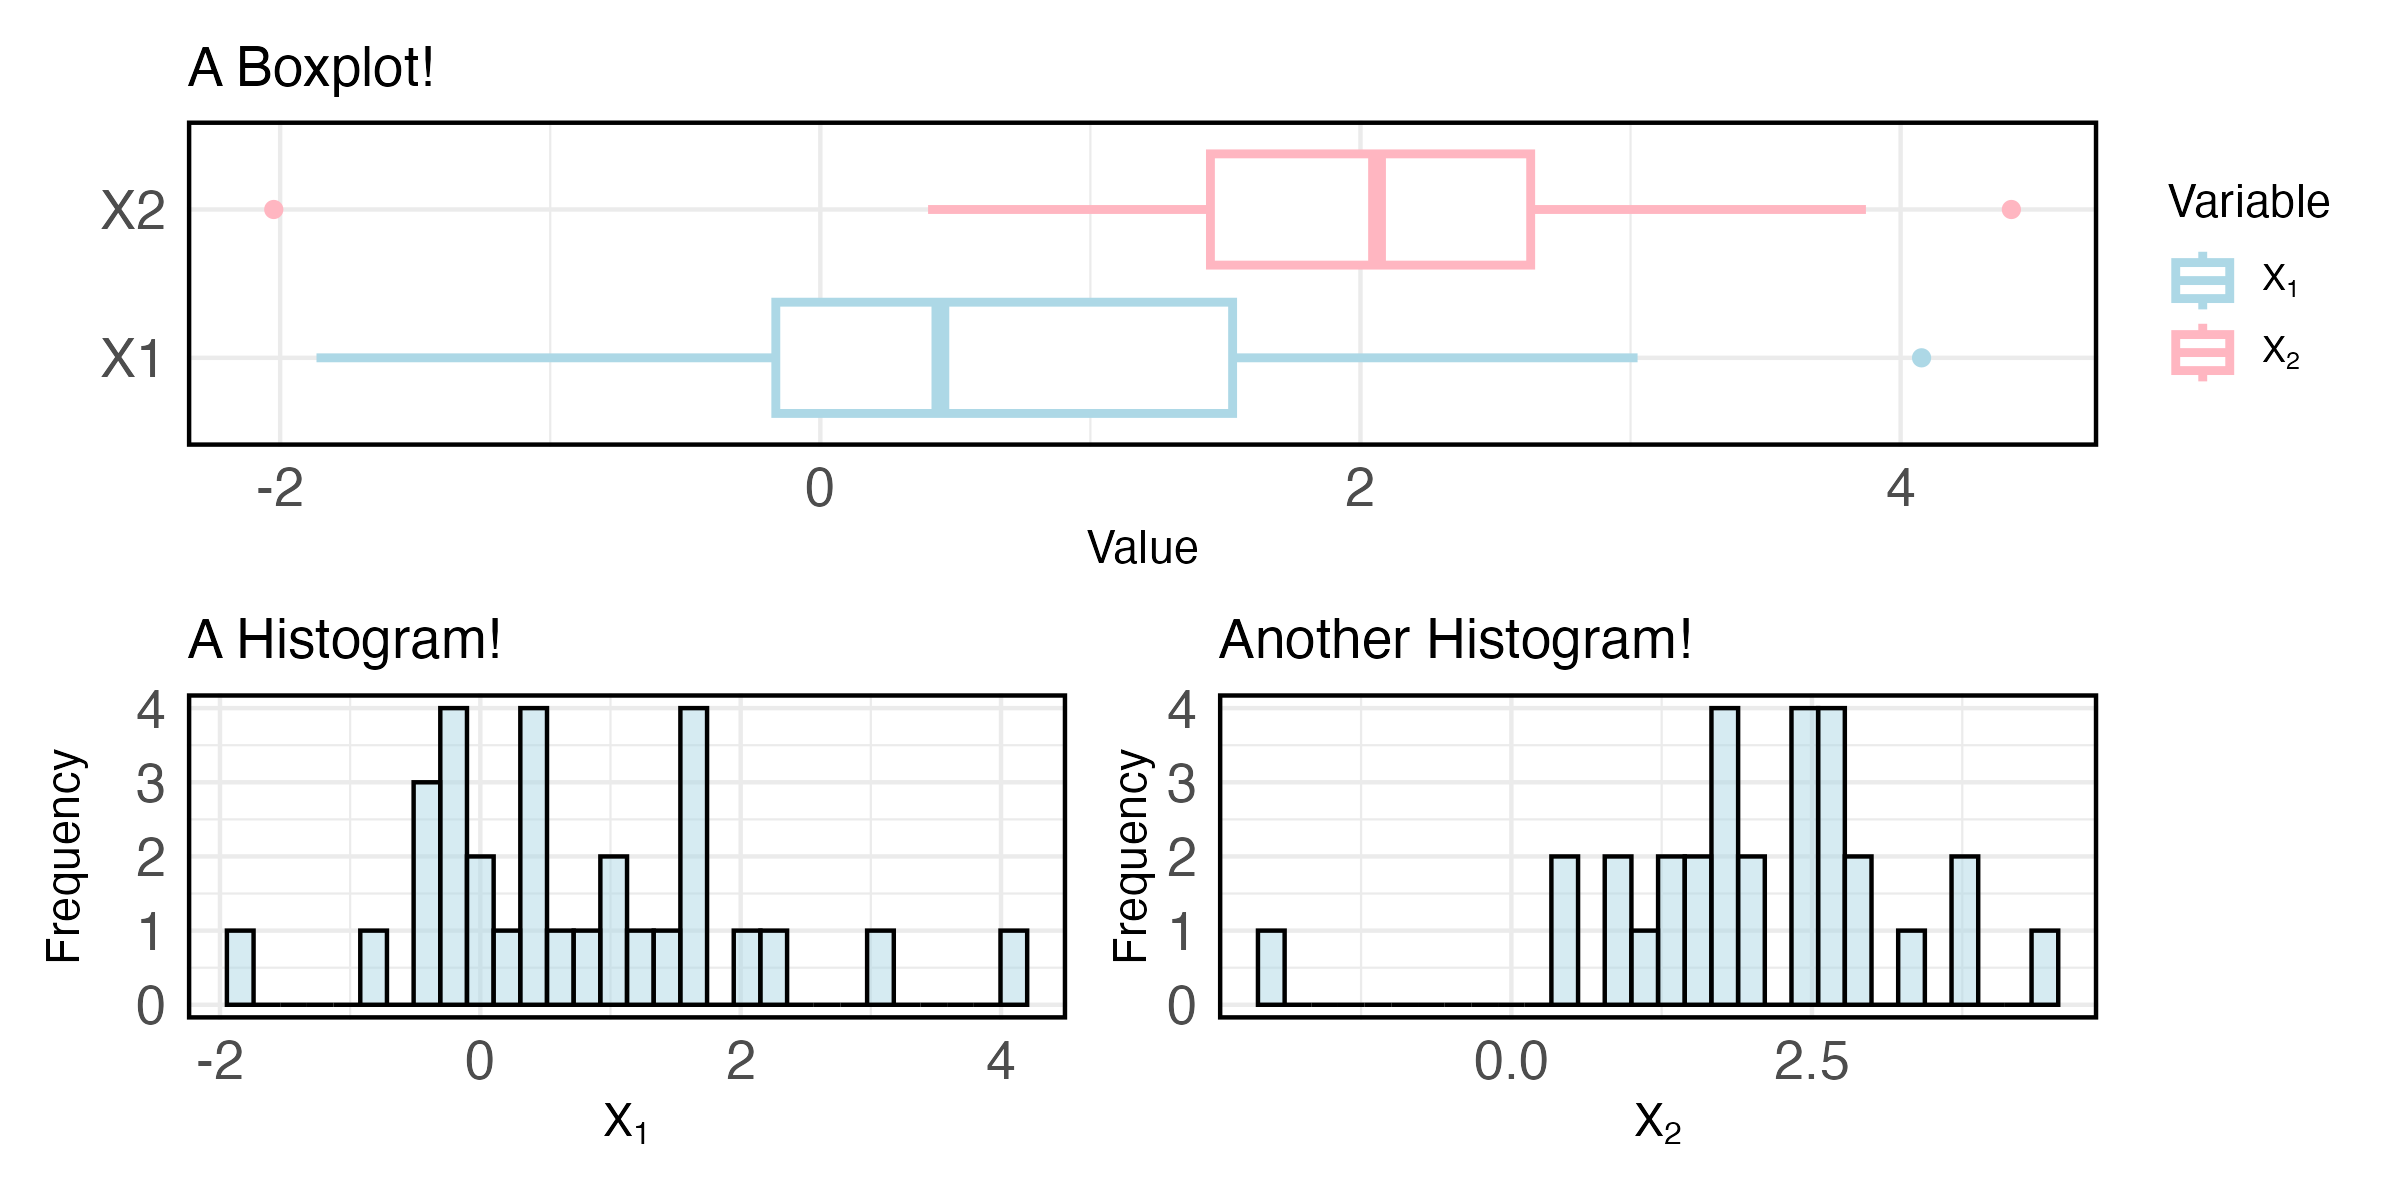 A Boxplot!
X2
X1
-2 0 2 4
Value
Variable
X₁
X₂
A Histogram!
Frequency
4
3
2
1
0
-2 0 2 4
X₁
Another Histogram!
Frequency
4
3
2
1
0
0.0 2.5
X₂